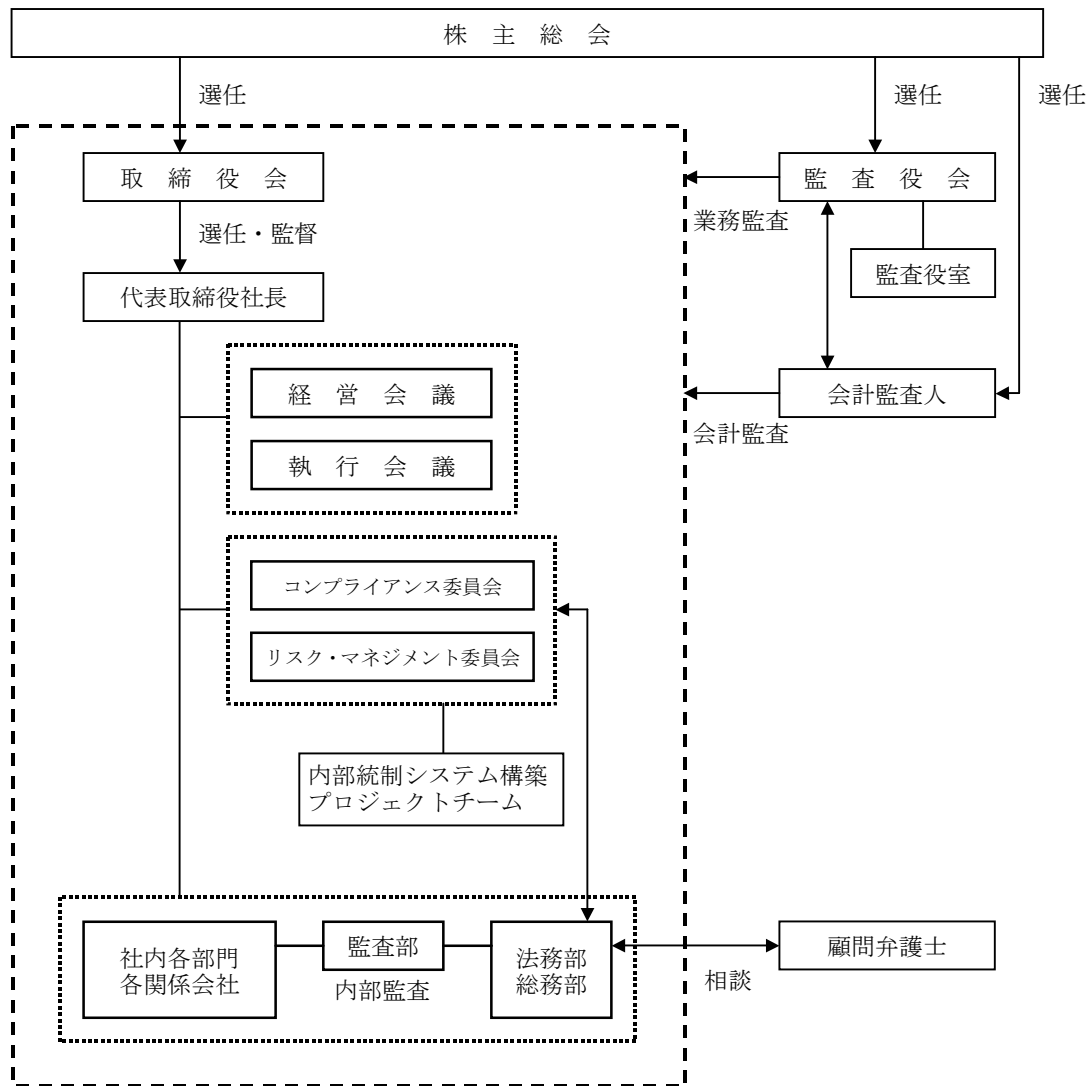 株主総会
選任
選任
選任
取締役会
監査役会
業務監査
選任・監督
監査役室
代表取締役社長
経営会議
会計監査人
会計監査
執行会議
コンプライアンス委員会
リスク・マネジメント委員会
内部統制システム構築
プロジェクトチーム
社内各部門
各関係会社
監査部
内部監査
法務部
総務部
相談
顧問弁護士